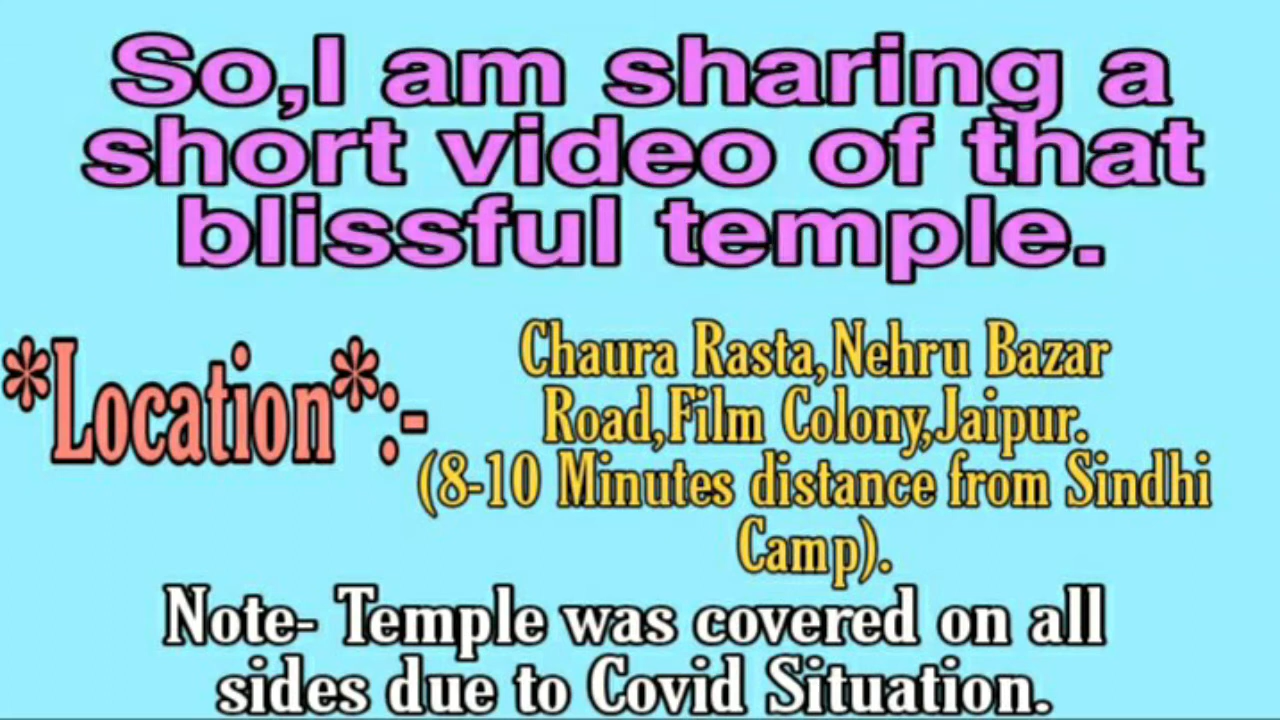 So,I am sharing a
short video of that
blissful temple.
*Location*:-
Chaura Rasta,Nehru Bazar
Road,Film Colony,Jaipur.
(8-10 Minutes distance from Sindhi
Camp).
Note- Temple was covered on all
sides due to Covid Situation.